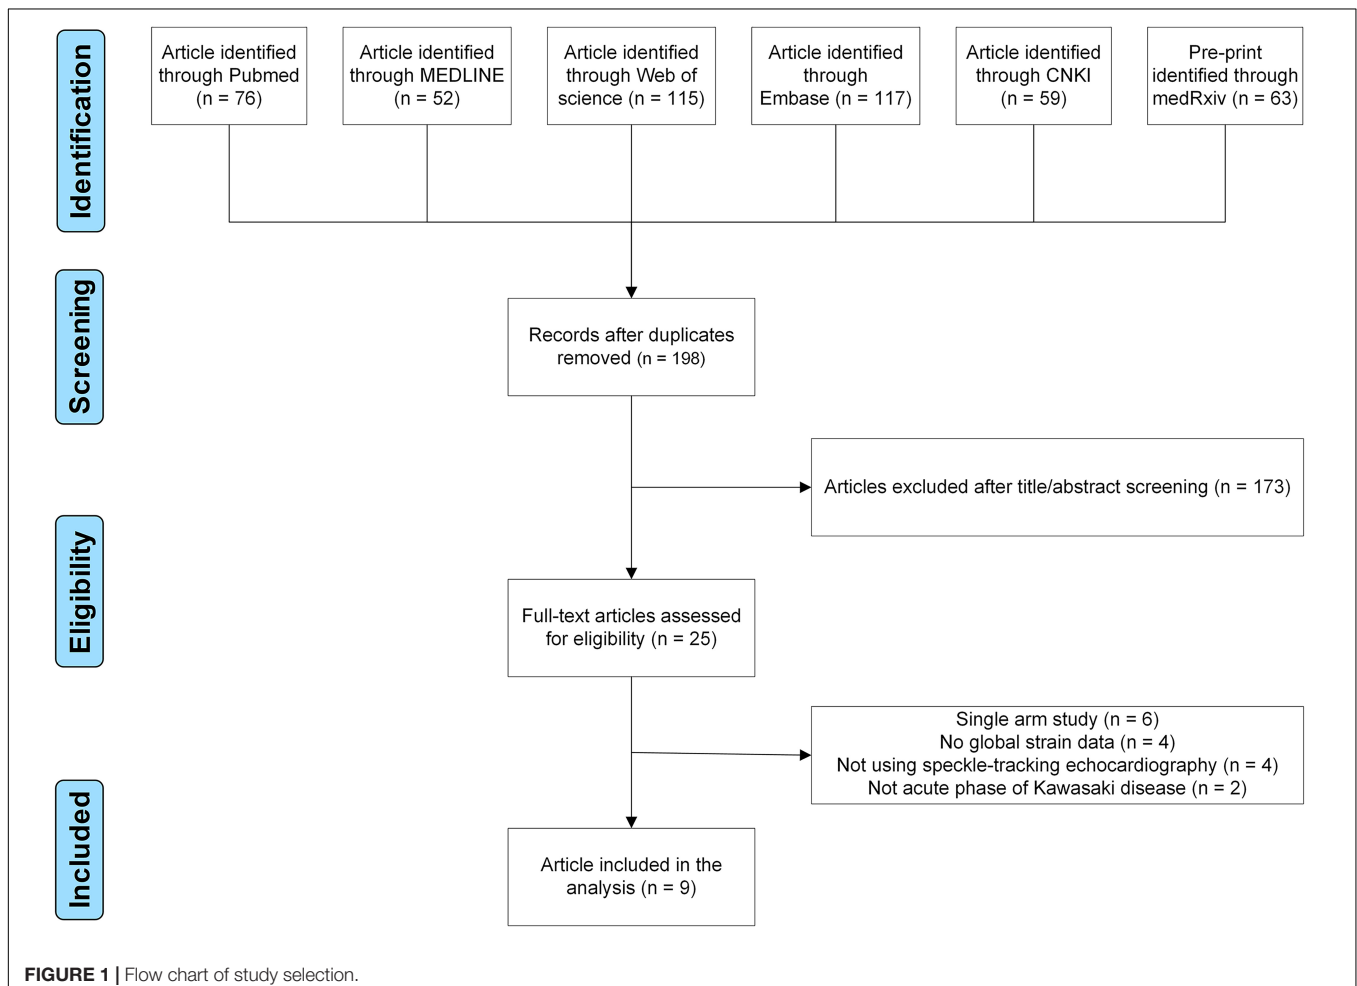 Identification
Article identified
through Pubmed
(n = 76)
Article identified
through MEDLINE
(n = 52)
Article identified
through Web of
science (n = 115)
Article identified
through
Embase (n = 117)
Article identified
through CNKI
(n = 59)
Pre-print
identified through
medRxiv (n = 63)
Screening
Records after duplicates
removed (n = 198)
Articles excluded after title/abstract screening (n = 173)
Eligibility
Full-text articles assessed
for eligibility (n = 25)
Single arm study (n = 6)
No global strain data (n = 4)
Not using speckle-tracking echocardiography (n = 4)
Not acute phase of Kawasaki disease (n = 2)
Included
Article included in the
analysis (n = 9)
FIGURE 1 | Flow chart of study selection.